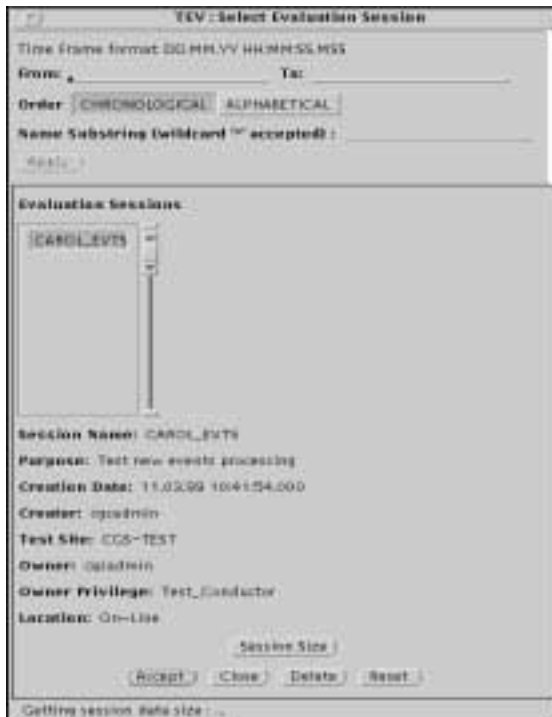 TEV : Select Evaluation Session
Time Frame format DD.MM.YY HH:MM:SS.MSS
From: To:
Order CHRONOLOGICAL ALPHABETICAL
Name Substring (wildcard '*' accepted) :
Apply
Evaluation Sessions
CAROL_EVTS
Session Name: CAROL_EVTS
Purpose: Test new events processing
Creation Date: 11.03.99 10:41:54.000
Creator: cgsadmin
Test Site: CGS-TEST
Owner: cgsadmin
Owner Privilege: Test_Conductor
Location: On-Line
Session Size
Accept Close Delete Reset
Getting session data size : ..